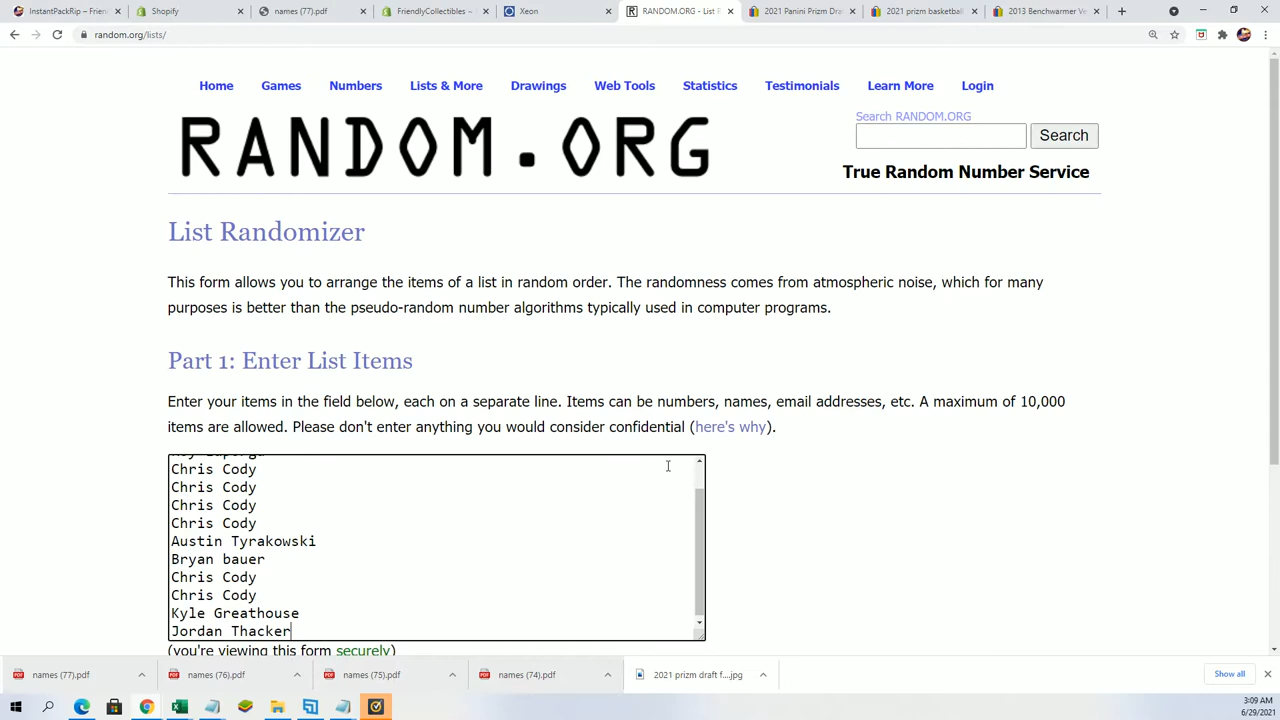 InstantPackRip – Frien
Shopify
names (77).pdf
FriendlyCollectibles ~
Xeon
RANDOM.ORG - List R
2021 Panini Prizm Dra
2021 prizm basketball
2013 Benchwarmer Ve
random.org/lists/
Home Games Numbers Lists & More Drawings Web Tools Statistics Testimonials Learn More Login
RANDOM.ORG
Search RANDOM.ORG
Search
True Random Number Service
List Randomizer
This form allows you to arrange the items of a list in random order. The randomness comes from atmospheric noise, which for many
purposes is better than the pseudo-random number algorithms typically used in computer programs.
Part 1: Enter List Items
Enter your items in the field below, each on a separate line. Items can be numbers, names, email addresses, etc. A maximum of 10,000
items are allowed. Please don't enter anything you would consider confidential (here's why).
Chris Cody
Chris Cody
Chris Cody
Chris Cody
Austin Tyrakowski
Bryan bauer
Chris Cody
Chris Cody
Kyle Greathouse
Jordan Thacker
(you're viewing this form securely)
names (77).pdf
names (76).pdf
names (75).pdf
names (74).pdf
2021 prizm draft f....jpg
Show all
3:09 AM
6/29/2021